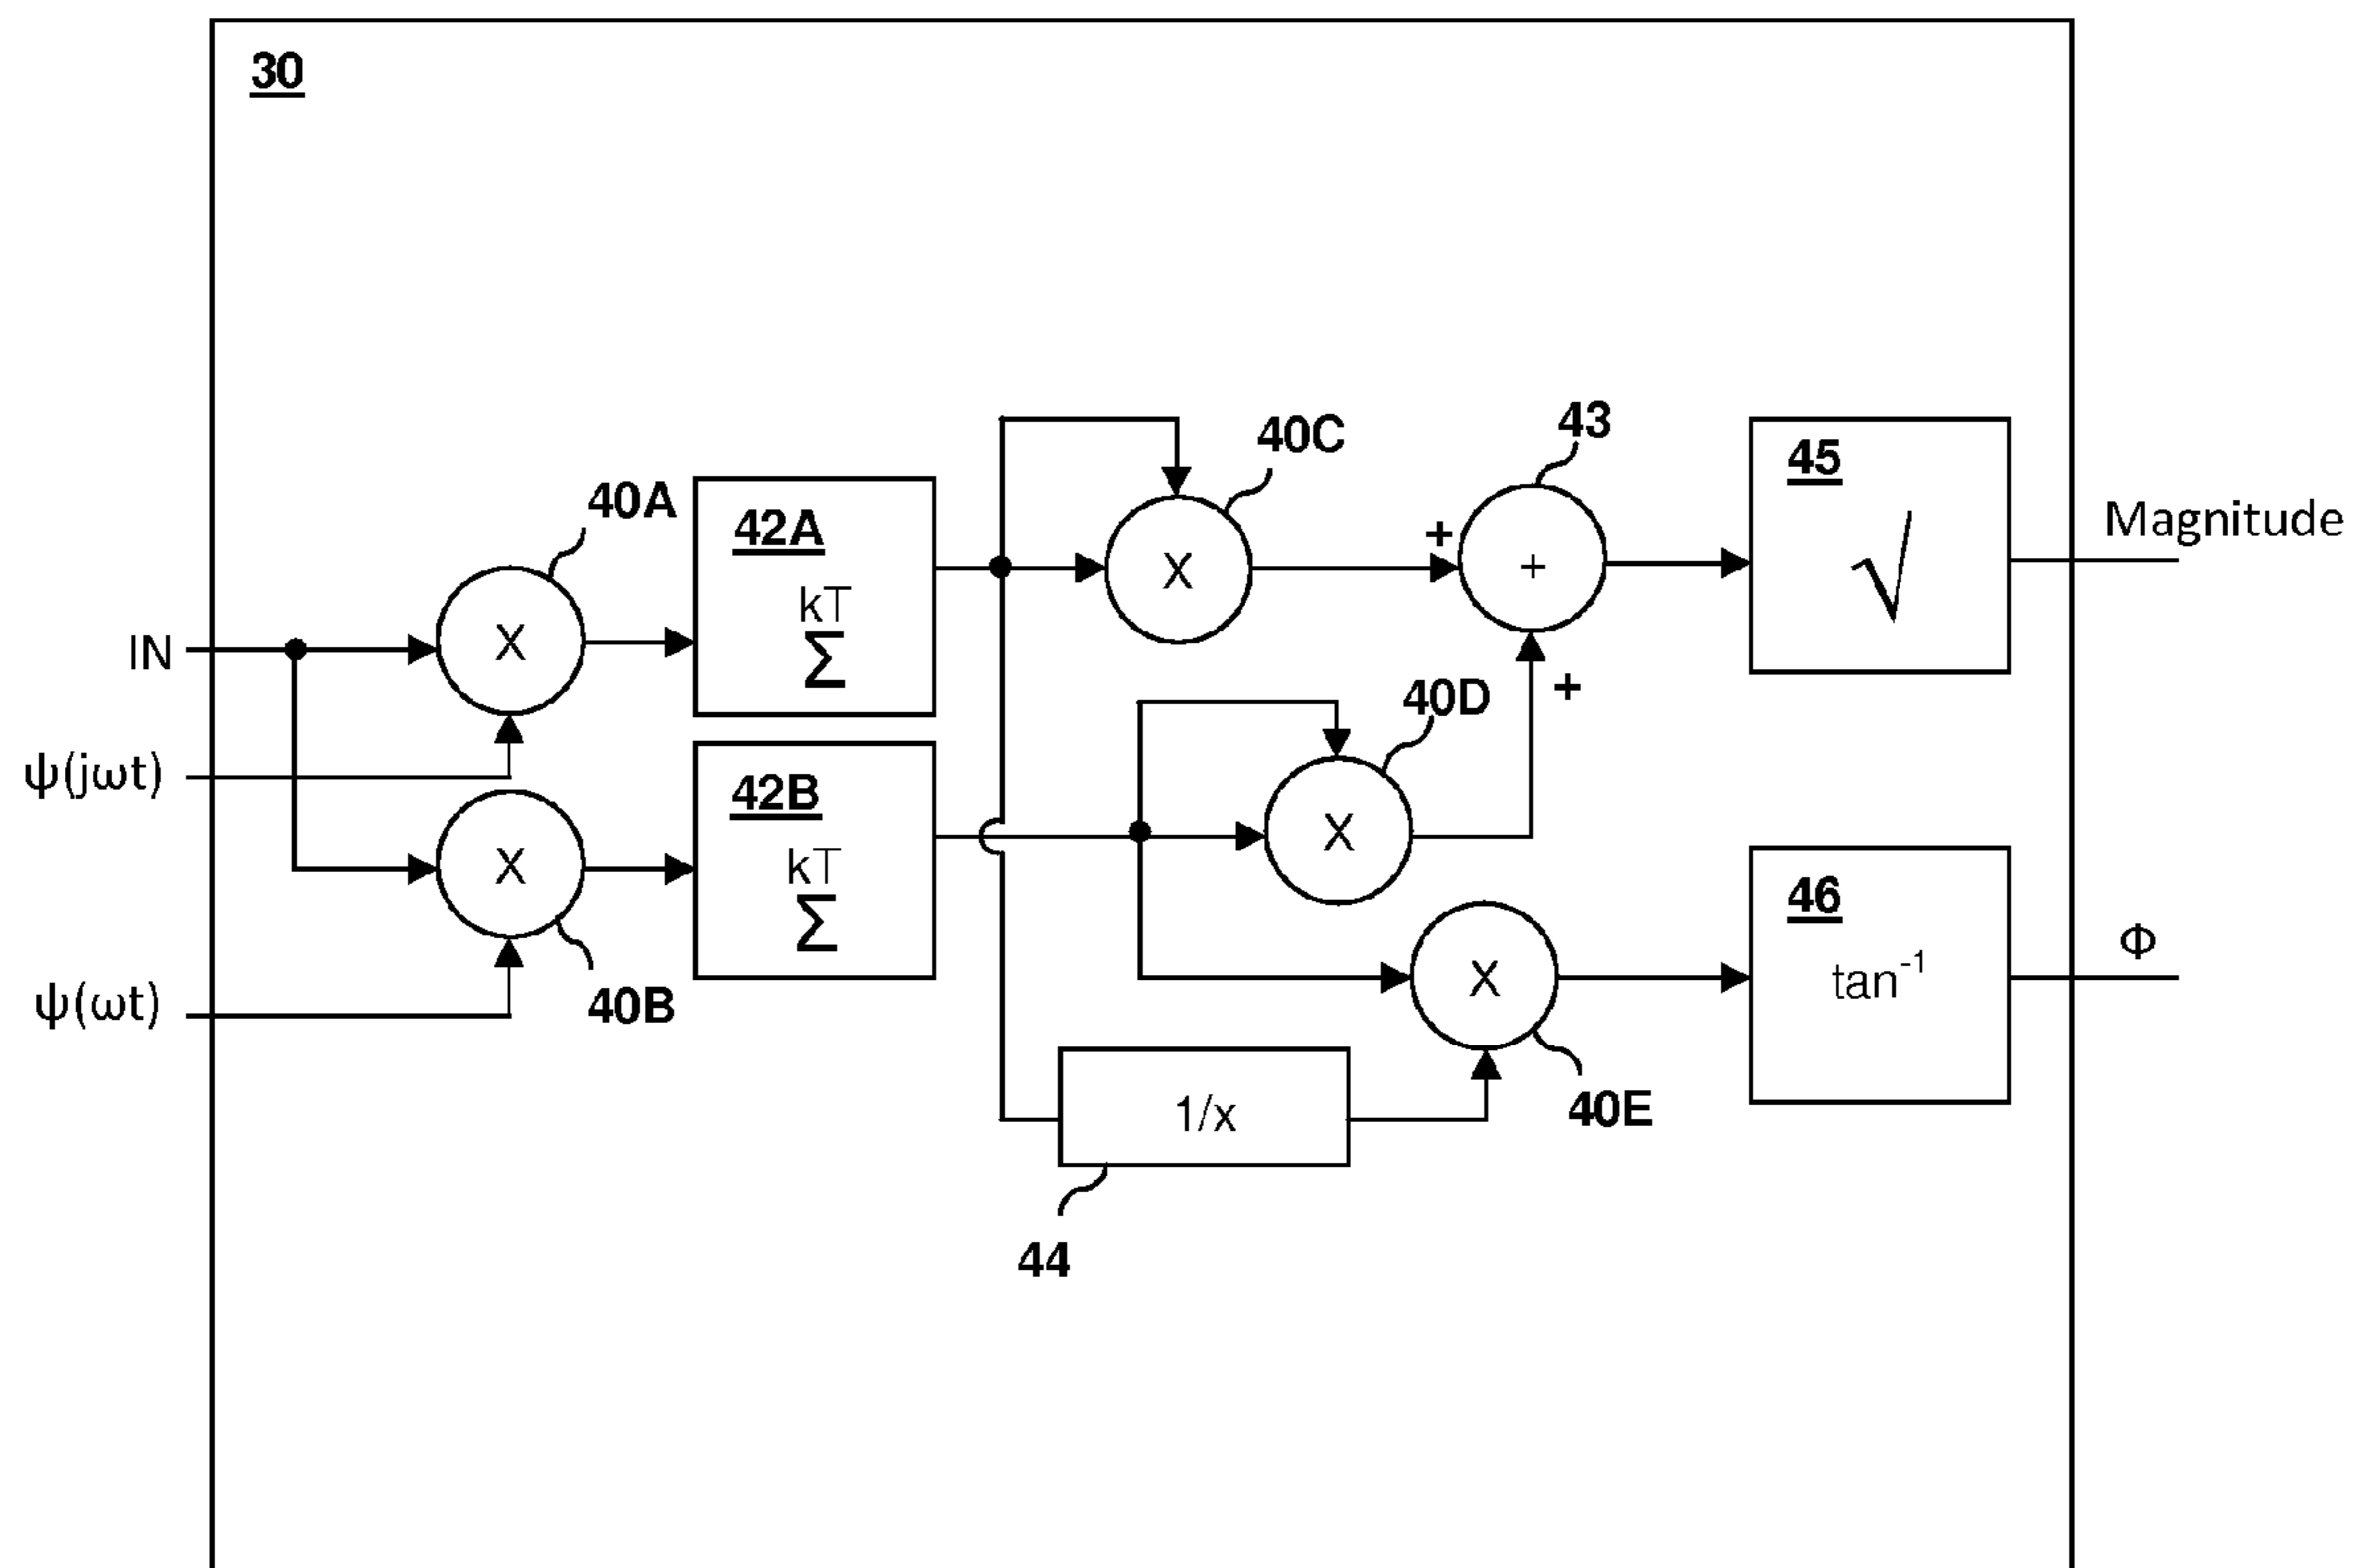 30
40C
43
45
√
Magnitude
40A
42A
kT
Σ
X
+
+
X
IN
+
40D
ψ(jωt)
42B
kT
Σ
X
X
46
tan⁻¹
Φ
X
40B
ψ(ωt)
1/x
40E
44